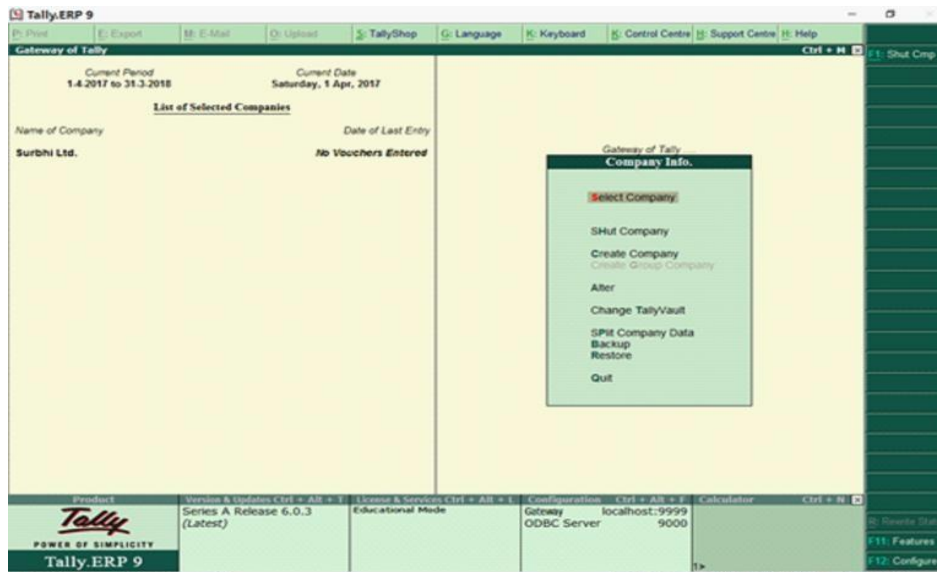 Tally.ERP 9
P: Print E: Export M: E-Mail O: Upload S: TallyShop G: Language K: Keyboard K: Control Centre H: Support Centre H: Help
Gateway of Tally Ctrl + M
F1: Shut Cmp
Current Period Current Date
1-4-2017 to 31-3-2018 Saturday, 1 Apr, 2017
List of Selected Companies
Name of Company Date of Last Entry
Surbhi Ltd. No Vouchers Entered
Gateway of Tally ...
Company Info.
Select Company
SHut Company
Create Company
Create Group Company
Alter
Change TallyVault
SPlit Company Data
Backup
Restore
Quit
Product Version & Updates Ctrl + Alt + T License & Services Ctrl + Alt + L Configuration Ctrl + Alt + F Calculator Ctrl + N
Tally
POWER OF SIMPLICITY
Tally.ERP 9
Series A Release 6.0.3
(Latest)
Educational Mode
Gateway localhost:9999
ODBC Server 9000
1>
R: Rewrite
F11: Features
F12: Configure